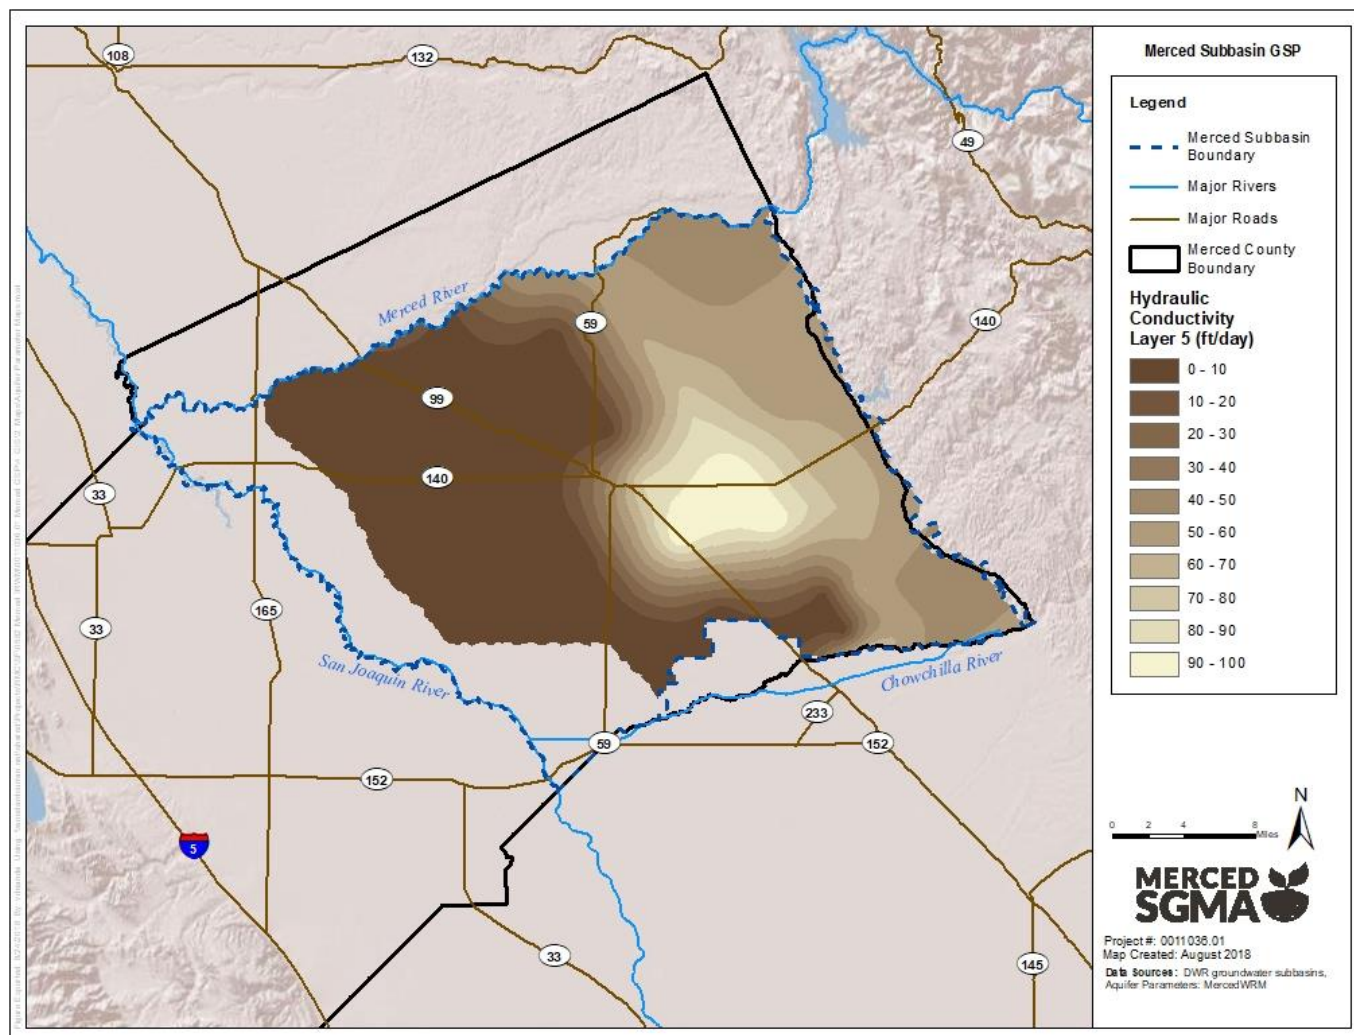 Merced Subbasin GSP
Legend
Merced Subbasin
Boundary
Major Rivers
Major Roads
Merced County
Boundary
Hydraulic
Conductivity
Layer 5 (ft/day)
0 - 10
10 - 20
20 - 30
30 - 40
40 - 50
50 - 60
60 - 70
70 - 80
80 - 90
90 - 100
108
132
49
Merced River
59
140
99
140
33
165
33
San Joaquin River
Chowchilla River
233
59
152
152
5
33
145
N
0 2 4 8
Miles
MERCED
SGMA
Project #: 0011036.01
Map Created: August 2018
Data Sources: DWR groundwater subbasins,
Aquifer Parameters: MercedWRM